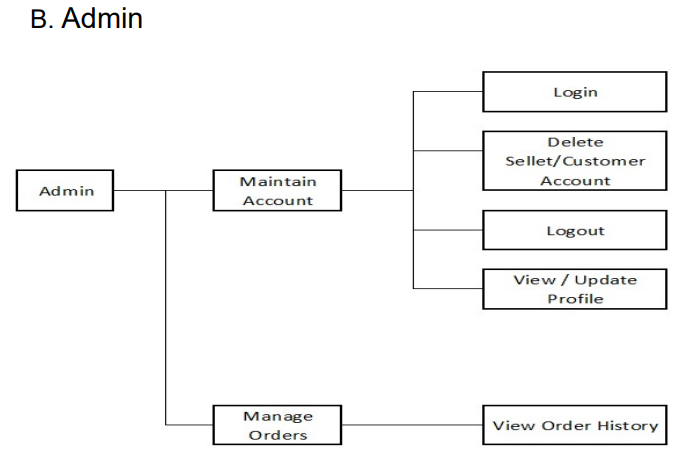 B. Admin
Admin
Maintain
Account
Login
Delete
Sellet/Customer
Account
Logout
View / Update
Profile
Manage
Orders
View Order History